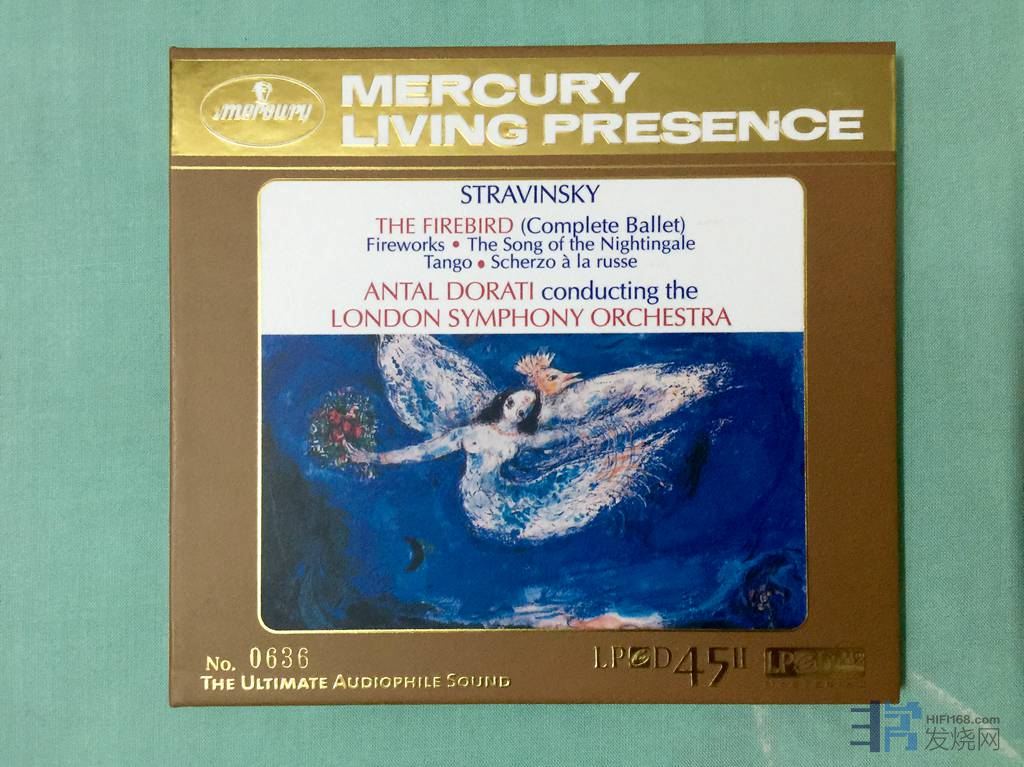 mercury
MERCURY
LIVING PRESENCE
STRAVINSKY
THE FIREBIRD (Complete Ballet)
Fireworks • The Song of the Nightingale
Tango • Scherzo à la russe
ANTAL DORATI conducting the
LONDON SYMPHONY ORCHESTRA
No. 0636
THE ULTIMATE AUDIOPHILE SOUND
LPCD45II
HIFI168.com
发烧网